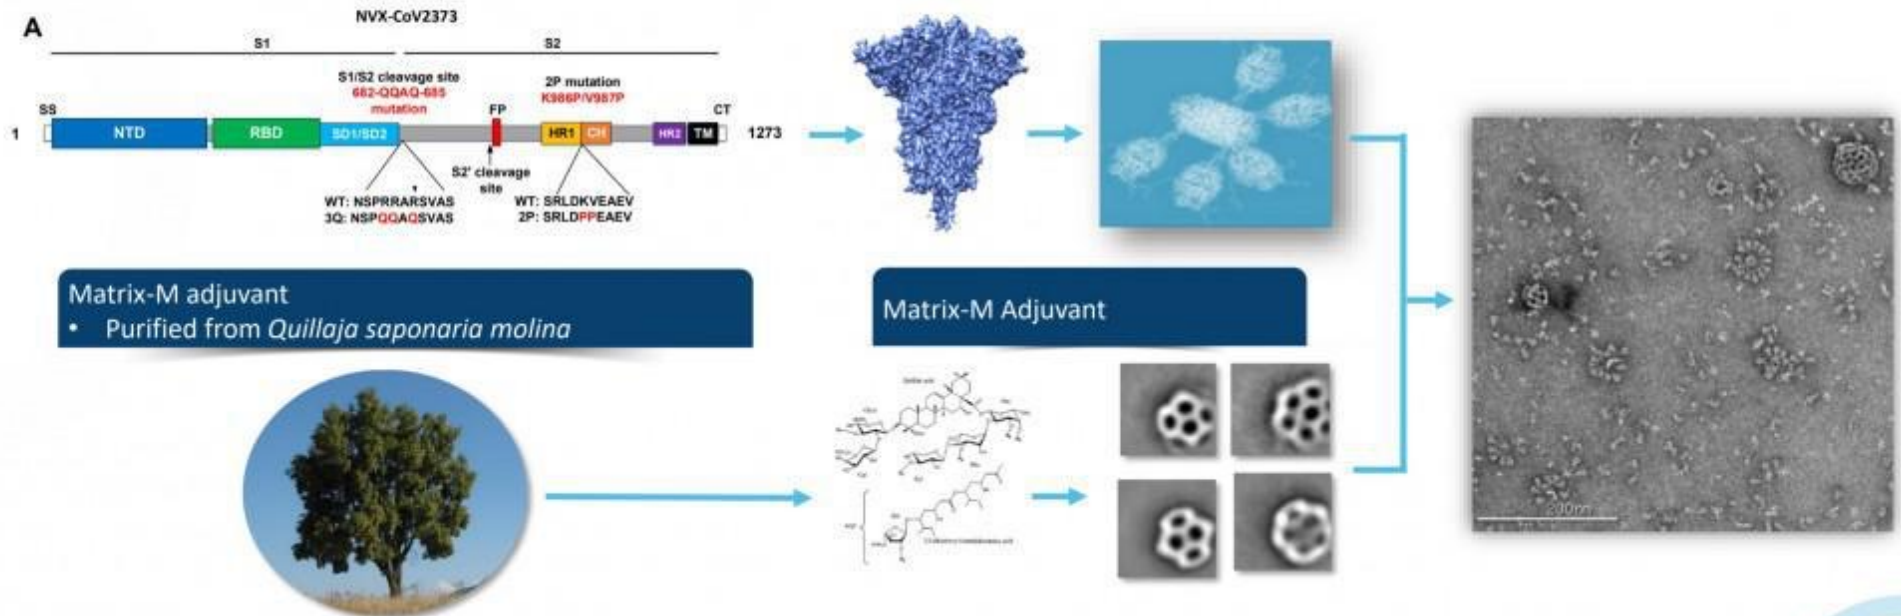 A
NVX-CoV2373
S1
S2
S1/S2 cleavage site
682-QQAQ-685
mutation
2P mutation
K986P/V987P
SS
FP
CT
1
NTD
RBD
SD1/SD2
HR1
CH
HR2
TM
1273
S2' cleavage
site
WT: NSPRRARSVAS
3Q: NSPQQAQSVAS
WT: SRLDKVEAEV
2P: SRLDPPEAEV
Matrix-M adjuvant
• Purified from Quillaja saponaria molina
Matrix-M Adjuvant
200nm